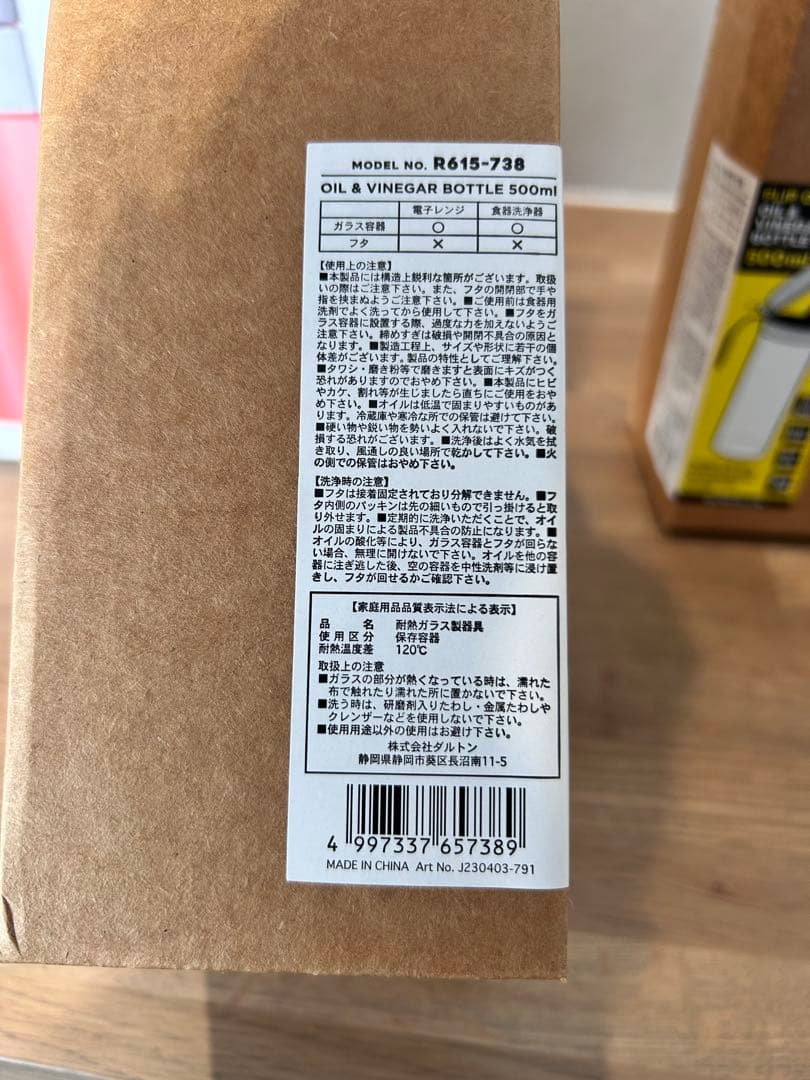 MODEL NO. R615-738
OIL & VINEGAR BOTTLE 500ml
電子レンジ 食器洗浄器
ガラス容器 ○ ○
フタ × ×
【使用上の注意】
■本製品には構造上鋭利な箇所がございます。取扱
いの際はご注意下さい。また、フタの開閉部で手や
指を挟まぬようご注意下さい。■ご使用前は食器用
洗剤でよく洗ってから使用して下さい。■フタをガ
ラス容器に設置する際、過度な力を加えないようご
注意下さい。締めすぎは破損や開閉不具合の原因と
なります。■製造工程上、サイズや形状に若干の個
体差がございます。製品の特性としてご理解下さい。
■タワシ・磨き粉等で磨きますと表面にキズがつく
恐れがありますのでおやめ下さい。■本製品にヒビ
やカケ、割れ等が生じましたら直ちにご使用をおや
め下さい。■オイルは低温で固まりやすいものがあ
ります。冷蔵庫や寒冷な所での保管は避けて下さい。
■硬い物や鋭い物を勢いよく入れないで下さい。破
損する恐れがございます。■洗浄後はよく水気を拭
き取り、風通しの良い場所で乾かして下さい。■火
の側での保管はおやめ下さい。
【洗浄時の注意】
■フタは接着固定されており分解できません。■フ
タ内側のパッキンは先の細いもので引っ掛けると取
り外せます。■定期的に洗浄いただくことで、オイ
ルの固まりによる製品不具合の防止になります。■
オイルの酸化等により、ガラス容器とフタが回らな
い場合、無理に開けないで下さい。オイルを他の容
器に注ぎ逃した後、空の容器を中性洗剤等に浸け置
きし、フタが回せるかご確認下さい。
【家庭用品品質表示法による表示】
品名 耐熱ガラス製器具
使用区分 保存容器
耐熱温度差 120℃
取扱上の注意
■ガラスの部分が熱くなっている時は、濡れた
布で触れたり濡れた所に置かないで下さい。
■洗う時は、研磨剤入りたわし・金属たわしや
クレンザーなどを使用しないで下さい。
■使用用途以外の使用はお避け下さい。
株式会社ダルトン
静岡県静岡市葵区長沼南11-5
4 997337 657389
MADE IN CHINA Art No. J230403-791
OIL &
500ml